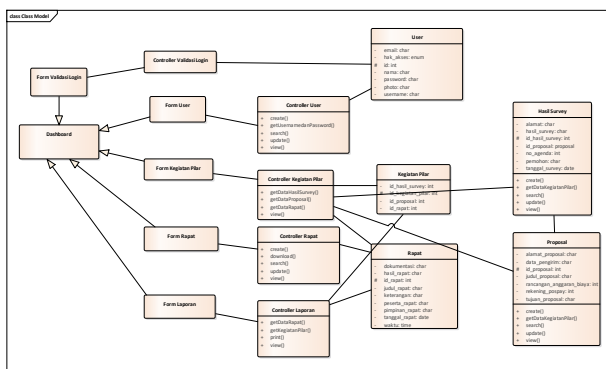 class Class Model
User
- email: char
- hak_akses: enum
# id: int
- nama: char
- password: char
- photo: char
- username: char
Form Validasi Login
Controller Validasi Login
Form User
Controller User
+ create()
+ getUsernamedanPassword()
+ search()
+ update()
+ view()
Dashboard
Form Kegiatan Pilar
Controller Kegiatan Pilar
+ getDataHasilSurvey()
+ getDataProposal()
+ getDataRapat()
+ view()
Kegiatan Pilar
- id_hasil_survey: int
# id_kegiatan_pilar: int
- id_proposal: int
- id_rapat: int
Hasil Survey
- alamat: char
- hasil_survey: char
# id_hasil_survey: int
- id_proposal: proposal
- no_agenda: int
- pemohon: char
- tanggal_survey: date
+ create()
+ getDataKegiatanPilar()
+ search()
+ update()
+ view()
Form Rapat
Controller Rapat
+ create()
+ download()
+ search()
+ update()
+ view()
Rapat
- dokumentasi: char
- hasil_rapat: char
# id_rapat: int
- judul_rapat: char
- keterangan: char
- peserta_rapat: char
- pimpinan_rapat: char
- tanggal_rapat: date
- waktu: time
Proposal
- alamat_proposal: char
- data_pengirim: char
# id_proposal: int
- judul_proposal: char
- rancangan_anggaran_biaya: int
- rekening_pospay: int
- tujuan_proposal: char
+ create()
+ getDataKegiatanPilar()
+ search()
+ update()
+ view()
Form Laporan
Controller Laporan
+ getDataRapat()
+ getKegiatanPilar()
+ print()
+ view()